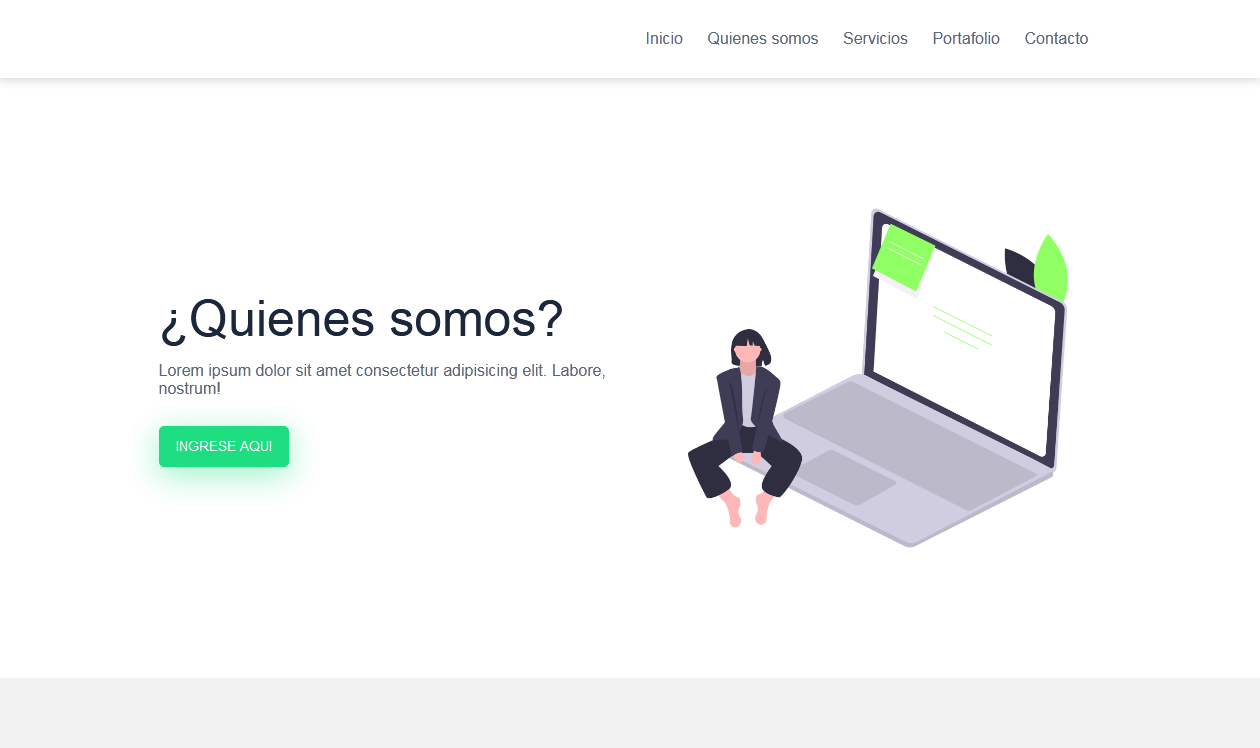 Inicio Quienes somos Servicios Portafolio Contacto
¿Quienes somos?
Lorem ipsum dolor sit amet consectetur adipisicing elit. Labore,
nostrum!
INGRESE AQUI